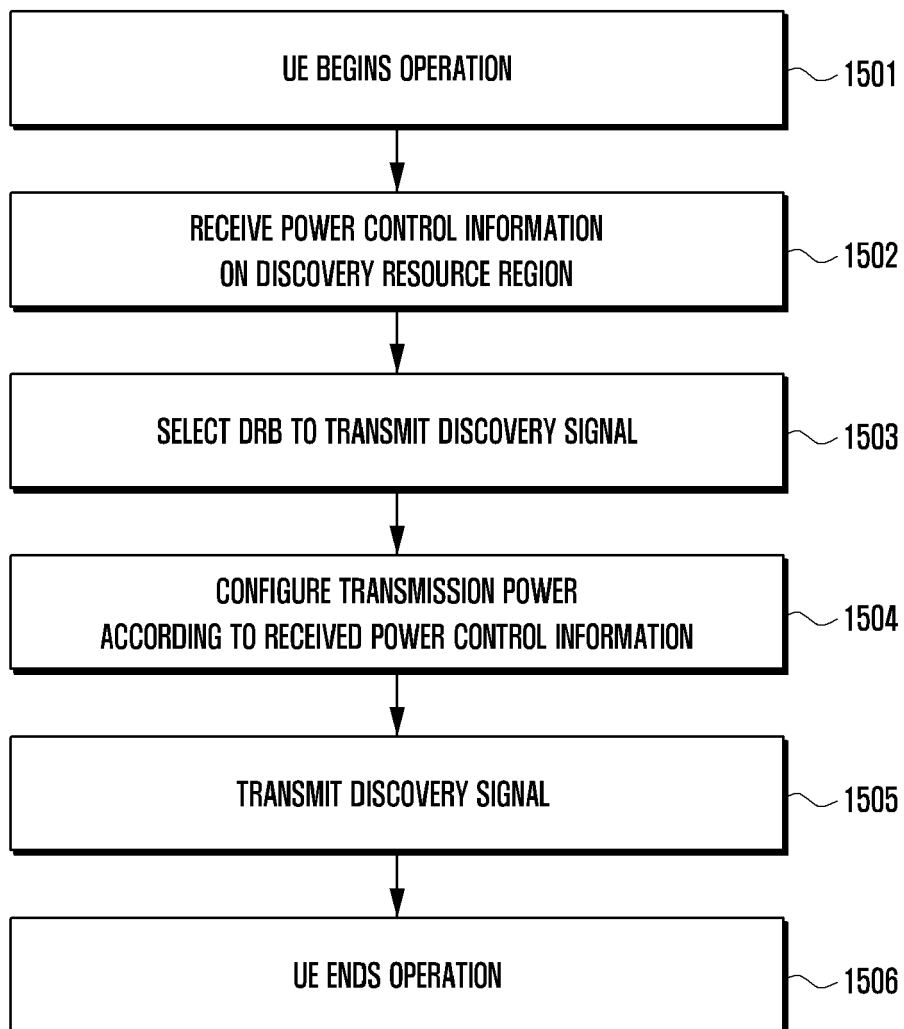 UE BEGINS OPERATION
1501
RECEIVE POWER CONTROL INFORMATION
ON DISCOVERY RESOURCE REGION
1502
SELECT DRB TO TRANSMIT DISCOVERY SIGNAL
1503
CONFIGURE TRANSMISSION POWER
ACCORDING TO RECEIVED POWER CONTROL INFORMATION
1504
TRANSMIT DISCOVERY SIGNAL
1505
UE ENDS OPERATION
1506